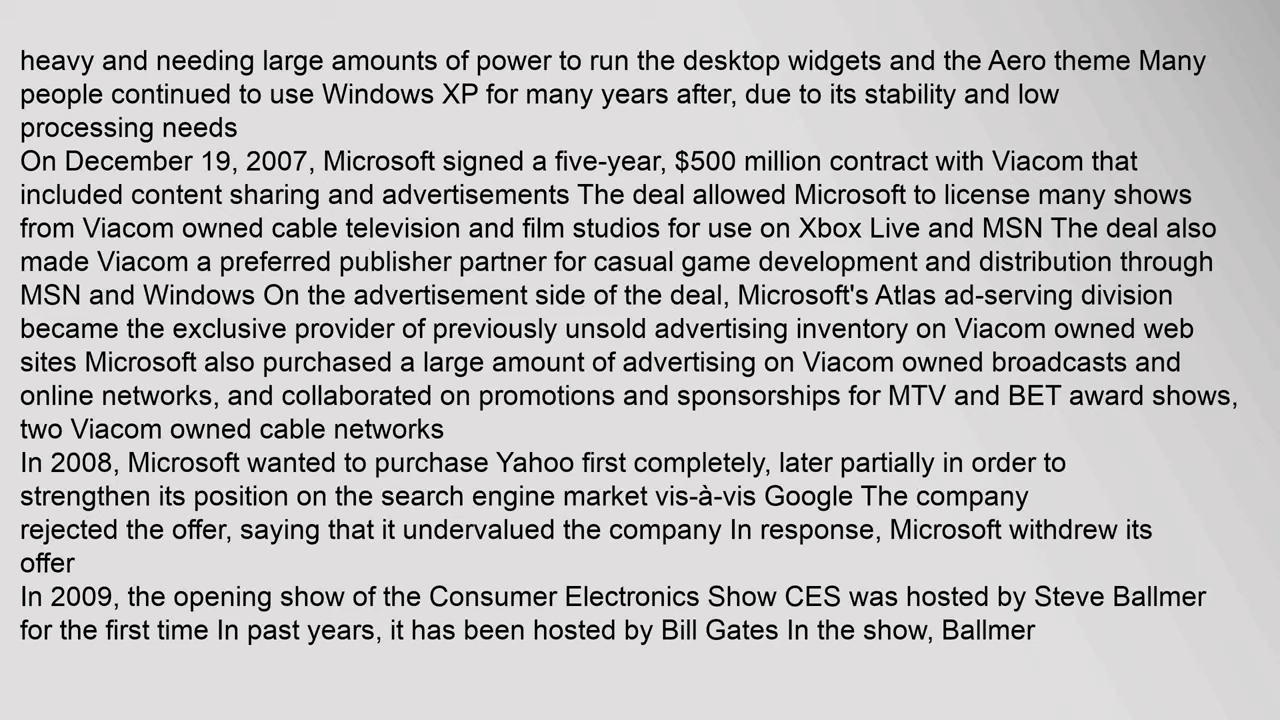 heavy and needing large amounts of power to run the desktop widgets and the Aero theme Many
people continued to use Windows XP for many years after, due to its stability and low
processing needs
On December 19, 2007, Microsoft signed a five-year, $500 million contract with Viacom that
included content sharing and advertisements The deal allowed Microsoft to license many shows
from Viacom owned cable television and film studios for use on Xbox Live and MSN The deal also
made Viacom a preferred publisher partner for casual game development and distribution through
MSN and Windows On the advertisement side of the deal, Microsoft's Atlas ad-serving division
became the exclusive provider of previously unsold advertising inventory on Viacom owned web
sites Microsoft also purchased a large amount of advertising on Viacom owned broadcasts and
online networks, and collaborated on promotions and sponsorships for MTV and BET award shows,
two Viacom owned cable networks
In 2008, Microsoft wanted to purchase Yahoo first completely, later partially in order to
strengthen its position on the search engine market vis-à-vis Google The company
rejected the offer, saying that it undervalued the company In response, Microsoft withdrew its
offer
In 2009, the opening show of the Consumer Electronics Show CES was hosted by Steve Ballmer
for the first time In past years, it has been hosted by Bill Gates In the show, Ballmer